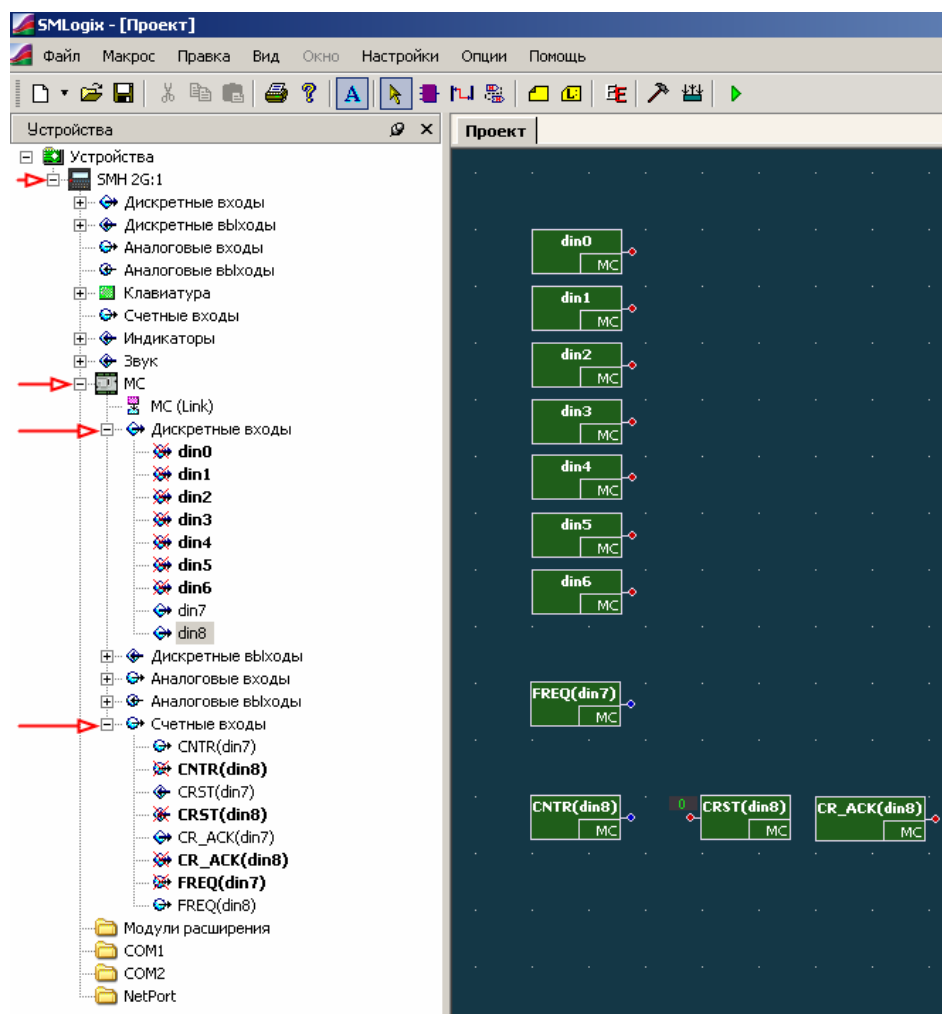 SMLogix - [Проект]
Файл Макрос Правка Вид Окно Настройки Опции Помощь
A
Устройства
Проект
Устройства
SMH 2G:1
Дискретные входы
Дискретные вЫходы
Аналоговые входы
Аналоговые вЫходы
Клавиатура
Счетные входы
Индикаторы
Звук
MC
MC (Link)
Дискретные входы
din0
din1
din2
din3
din4
din5
din6
din7
din8
Дискретные вЫходы
Аналоговые входы
Аналоговые вЫходы
Счетные входы
CNTR(din7)
CNTR(din8)
CRST(din7)
CRST(din8)
CR_ACK(din7)
CR_ACK(din8)
FREQ(din7)
FREQ(din8)
Модули расширения
COM1
COM2
NetPort
din0
MC
din1
MC
din2
MC
din3
MC
din4
MC
din5
MC
din6
MC
FREQ(din7)
MC
CNTR(din8)
MC
0
CRST(din8)
MC
CR_ACK(din8)
MC